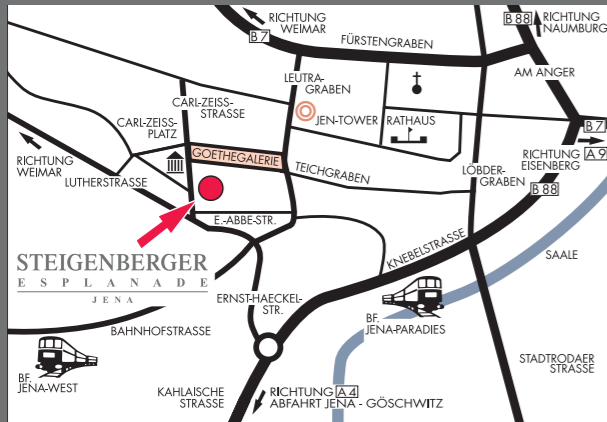 RICHTUNG
WEIMAR
B 7
FÜRSTENGRABEN
B 88
RICHTUNG
NAUMBURG
AM ANGER
LEUTRA-
GRABEN
CARL-ZEISS-
STRASSE
CARL-ZEISS-
PLATZ
JEN-TOWER
RATHAUS
B 7
RICHTUNG
EISENBERG
A 9
GOETHEGALERIE
RICHTUNG
WEIMAR
LUTHERSTRASSE
TEICHGRABEN
LÖBDER-
GRABEN
B 88
E.-ABBE-STR.
KNEBELSTRASSE
SAALE
STEIGENBERGER
ESPLANADE
JENA
ERNST-HAECKEL-
STR.
BAHNHOFSTRASSE
BF.
JENA-PARADIES
BF.
JENA-WEST
STADTRODAER
STRASSE
KAHLAISCHE
STRASSE
RICHTUNG A 4
ABFAHRT JENA - GÖSCHWITZ